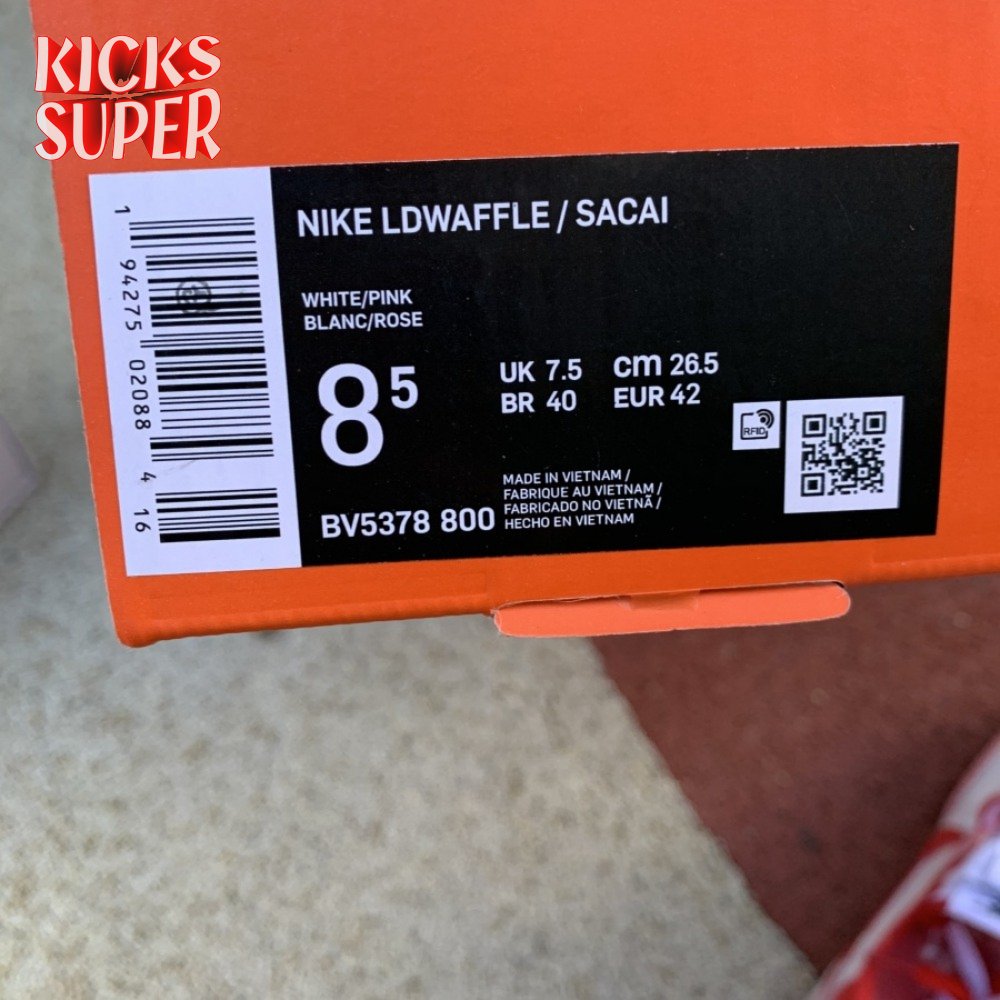 KICKS
SUPER
NIKE LDWAFFLE / SACAI
WHITE/PINK
BLANC/ROSE
8 5
UK 7.5 cm 26.5
BR 40 EUR 42
RFID
MADE IN VIETNAM /
FABRIQUE AU VIETNAM /
FABRICADO NO VIETNÃ /
HECHO EN VIETNAM
BV5378 800
1 94275 02088 4 16